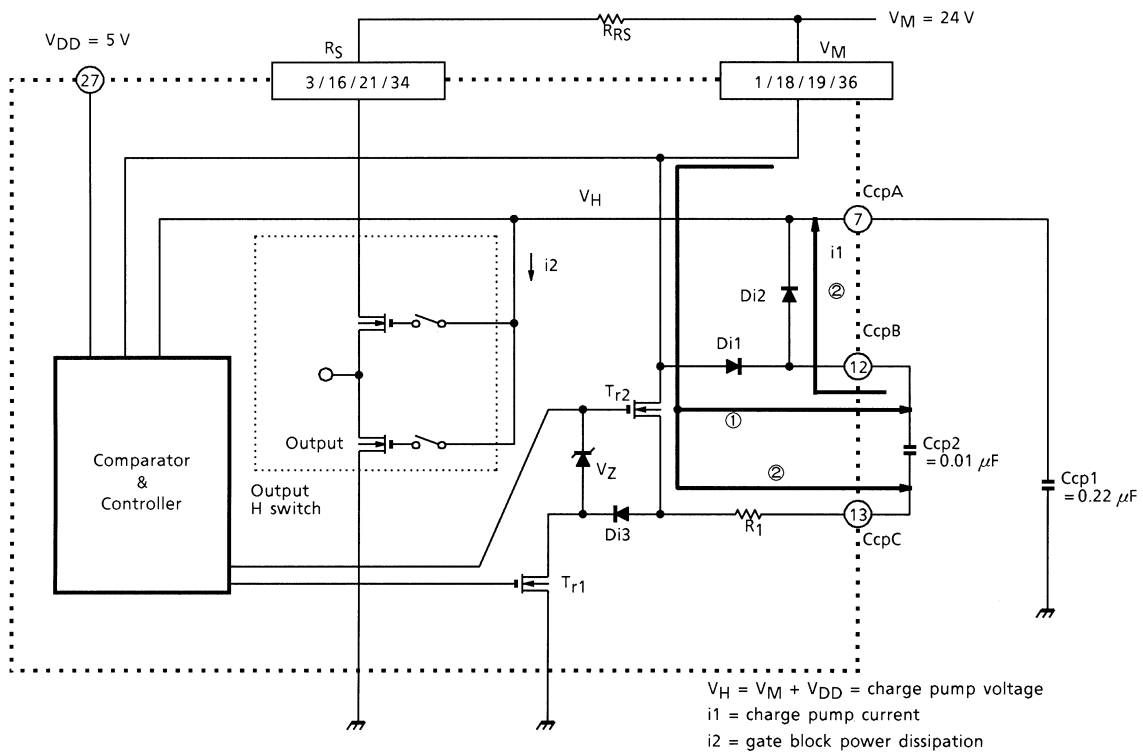 V_M = 24 V
R_RS
V_DD = 5 V
R_S
V_M
27
3 / 16 / 21 / 34
1 / 18 / 19 / 36
CcpA
V_H
7
i1
i2
②
Di2
CcpB
Di1
12
T_r2
①
Output
Ccp2
= 0.01 μF
Comparator
&
Controller
V_Z
②
Ccp1
= 0.22 μF
Output
H switch
Di3
R_1
13
CcpC
T_r1
V_H = V_M + V_DD = charge pump voltage
i1 = charge pump current
i2 = gate block power dissipation